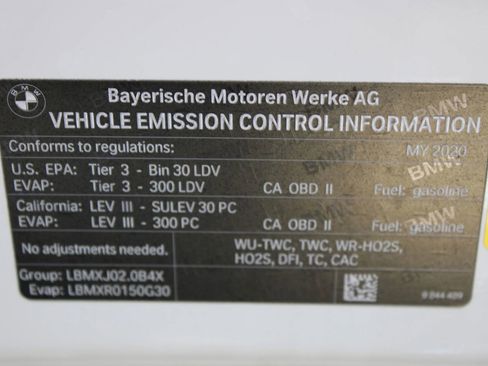 BMW
Bayerische Motoren Werke AG
VEHICLE EMISSION CONTROL INFORMATION
Conforms to regulations: MY 2020
U.S. EPA: Tier 3 - Bin 30 LDV
EVAP: Tier 3 - 300 LDV CA OBD II Fuel: gasoline
California: LEV III - SULEV 30 PC
EVAP: LEV III - 300 PC CA OBD II Fuel: gasoline
No adjustments needed. WU-TWC, TWC, WR-HO2S,
HO2S, DFI, TC, CAC
Group: LBMXJ02.0B4X
Evap: LBMXR0150G30 9 844 489